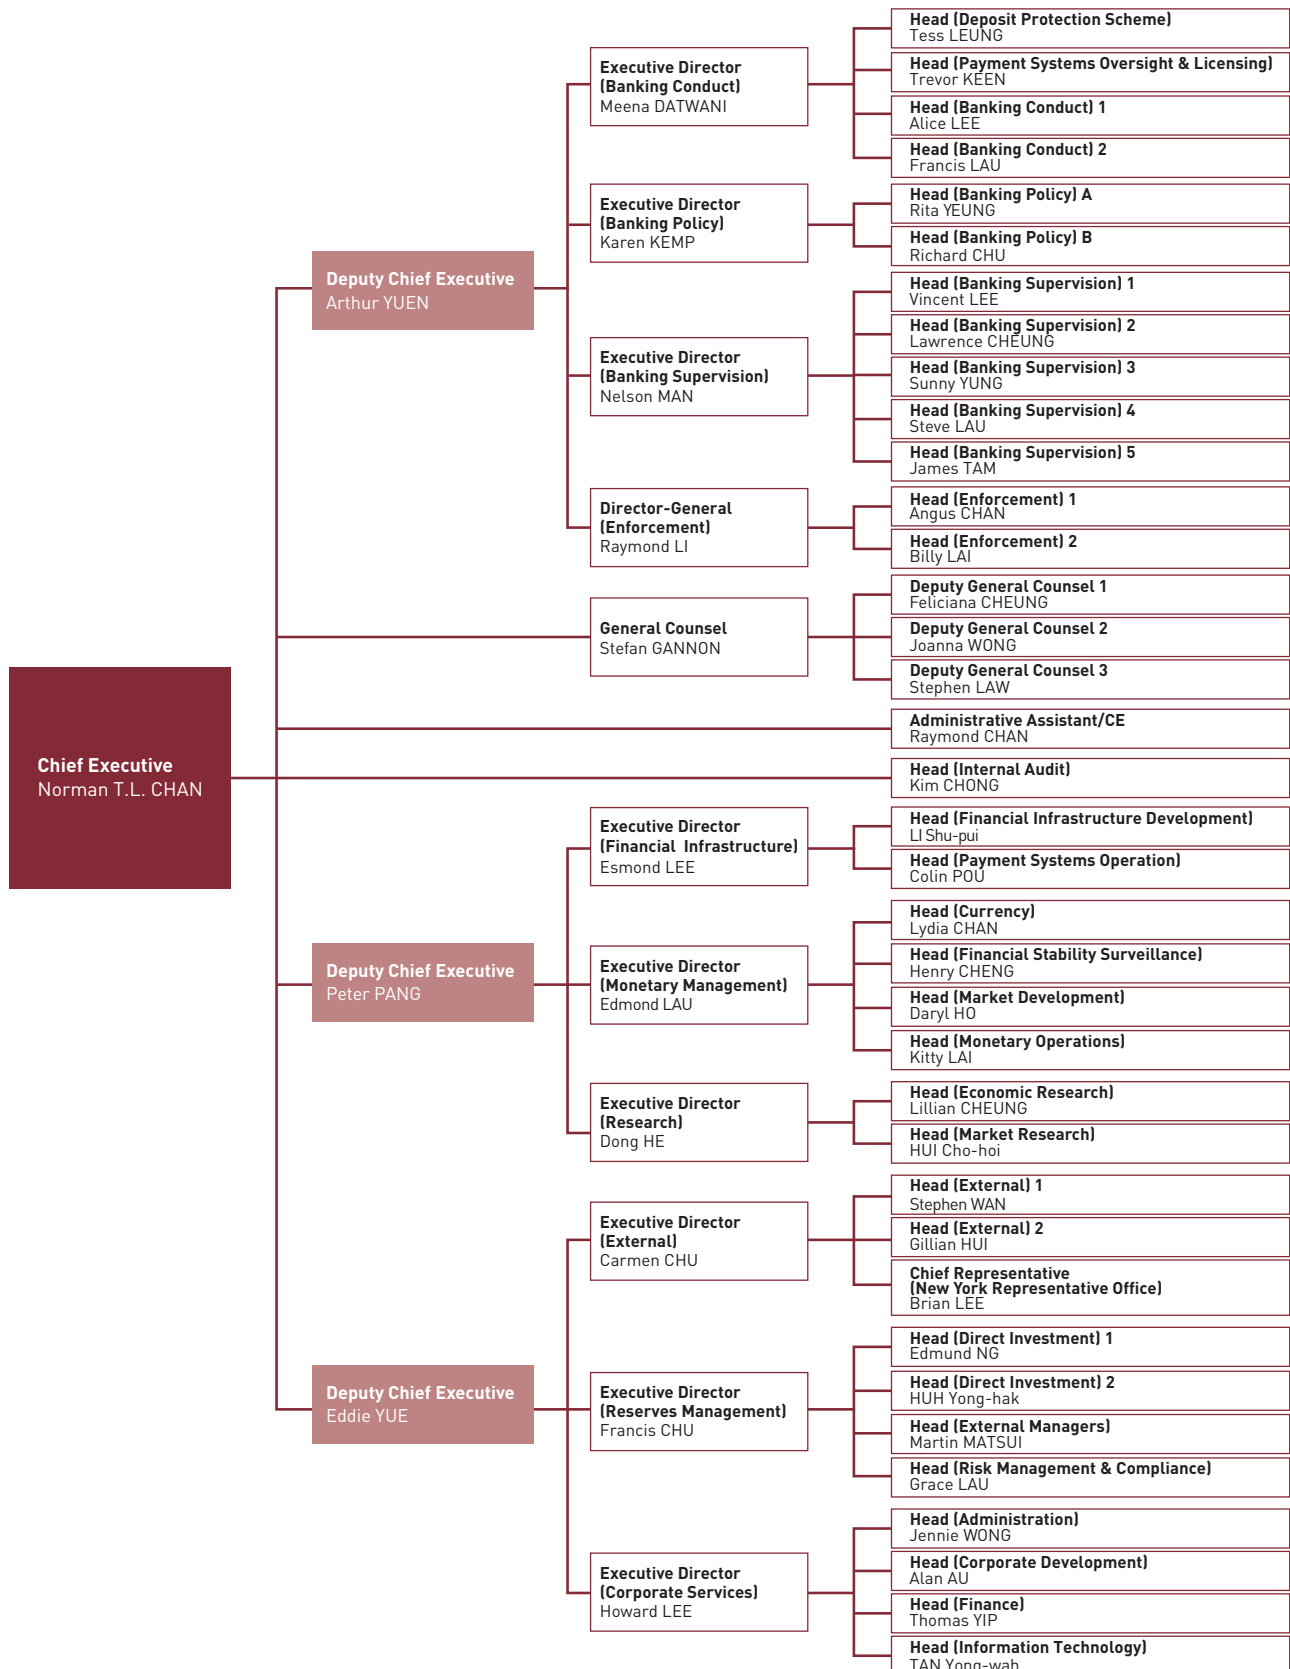 Chief Executive
Norman T.L. CHAN
Deputy Chief Executive
Arthur YUEN
Executive Director
(Banking Conduct)
Meena DATWANI
Head (Deposit Protection Scheme)
Tess LEUNG
Head (Payment Systems Oversight & Licensing)
Trevor KEEN
Head (Banking Conduct) 1
Alice LEE
Head (Banking Conduct) 2
Francis LAU
Executive Director
(Banking Policy)
Karen KEMP
Head (Banking Policy) A
Rita YEUNG
Head (Banking Policy) B
Richard CHU
Executive Director
(Banking Supervision)
Nelson MAN
Head (Banking Supervision) 1
Vincent LEE
Head (Banking Supervision) 2
Lawrence CHEUNG
Head (Banking Supervision) 3
Sunny YUNG
Head (Banking Supervision) 4
Steve LAU
Head (Banking Supervision) 5
James TAM
Director-General
(Enforcement)
Raymond LI
Head (Enforcement) 1
Angus CHAN
Head (Enforcement) 2
Billy LAI
General Counsel
Stefan GANNON
Deputy General Counsel 1
Feliciana CHEUNG
Deputy General Counsel 2
Joanna WONG
Deputy General Counsel 3
Stephen LAW
Administrative Assistant/CE
Raymond CHAN
Head (Internal Audit)
Kim CHONG
Deputy Chief Executive
Peter PANG
Executive Director
(Financial Infrastructure)
Esmond LEE
Head (Financial Infrastructure Development)
LI Shu-pui
Head (Payment Systems Operation)
Colin POU
Executive Director
(Monetary Management)
Edmond LAU
Head (Currency)
Lydia CHAN
Head (Financial Stability Surveillance)
Henry CHENG
Head (Market Development)
Daryl HO
Head (Monetary Operations)
Kitty LAI
Executive Director
(Research)
Dong HE
Head (Economic Research)
Lillian CHEUNG
Head (Market Research)
HUI Cho-hoi
Deputy Chief Executive
Eddie YUE
Executive Director
(External)
Carmen CHU
Head (External) 1
Stephen WAN
Head (External) 2
Gillian HUI
Chief Representative
(New York Representative Office)
Brian LEE
Executive Director
(Reserves Management)
Francis CHU
Head (Direct Investment) 1
Edmund NG
Head (Direct Investment) 2
HUH Yong-hak
Head (External Managers)
Martin MATSUI
Head (Risk Management & Compliance)
Grace LAU
Executive Director
(Corporate Services)
Howard LEE
Head (Administration)
Jennie WONG
Head (Corporate Development)
Alan AU
Head (Finance)
Thomas YIP
Head (Information Technology)
TAN Yong-wah